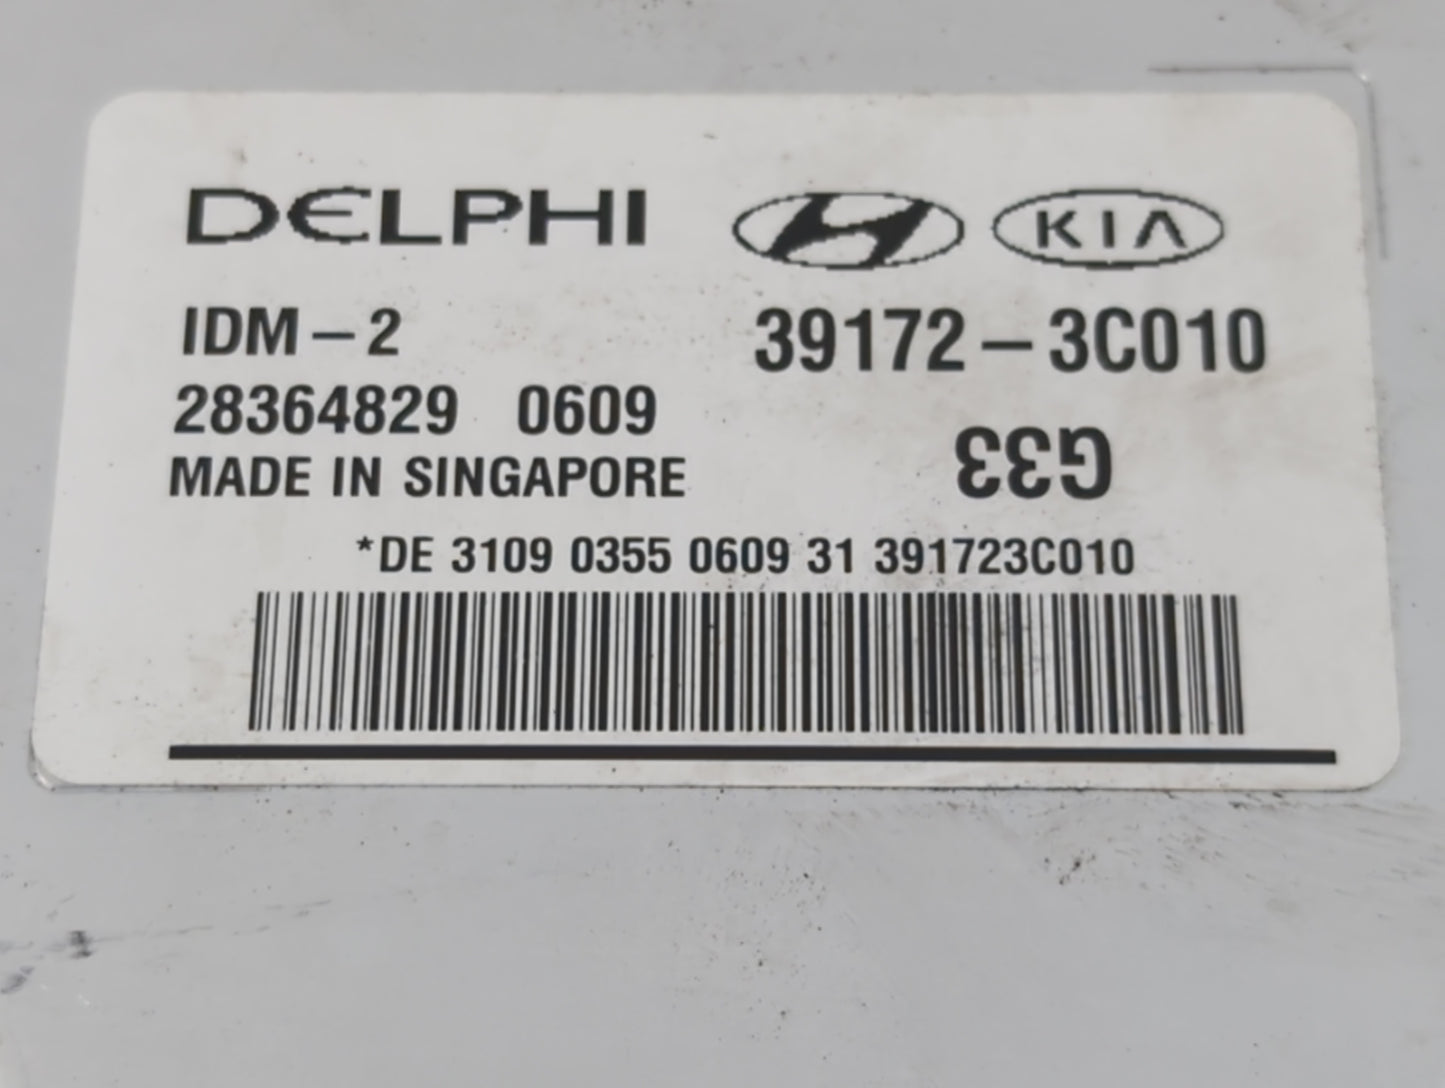 DELPHI H KIA
IDM-2 39172-3C010
28364829 0609
MADE IN SINGAPORE G33
*DE 3109 0355 0609 31 391723C010